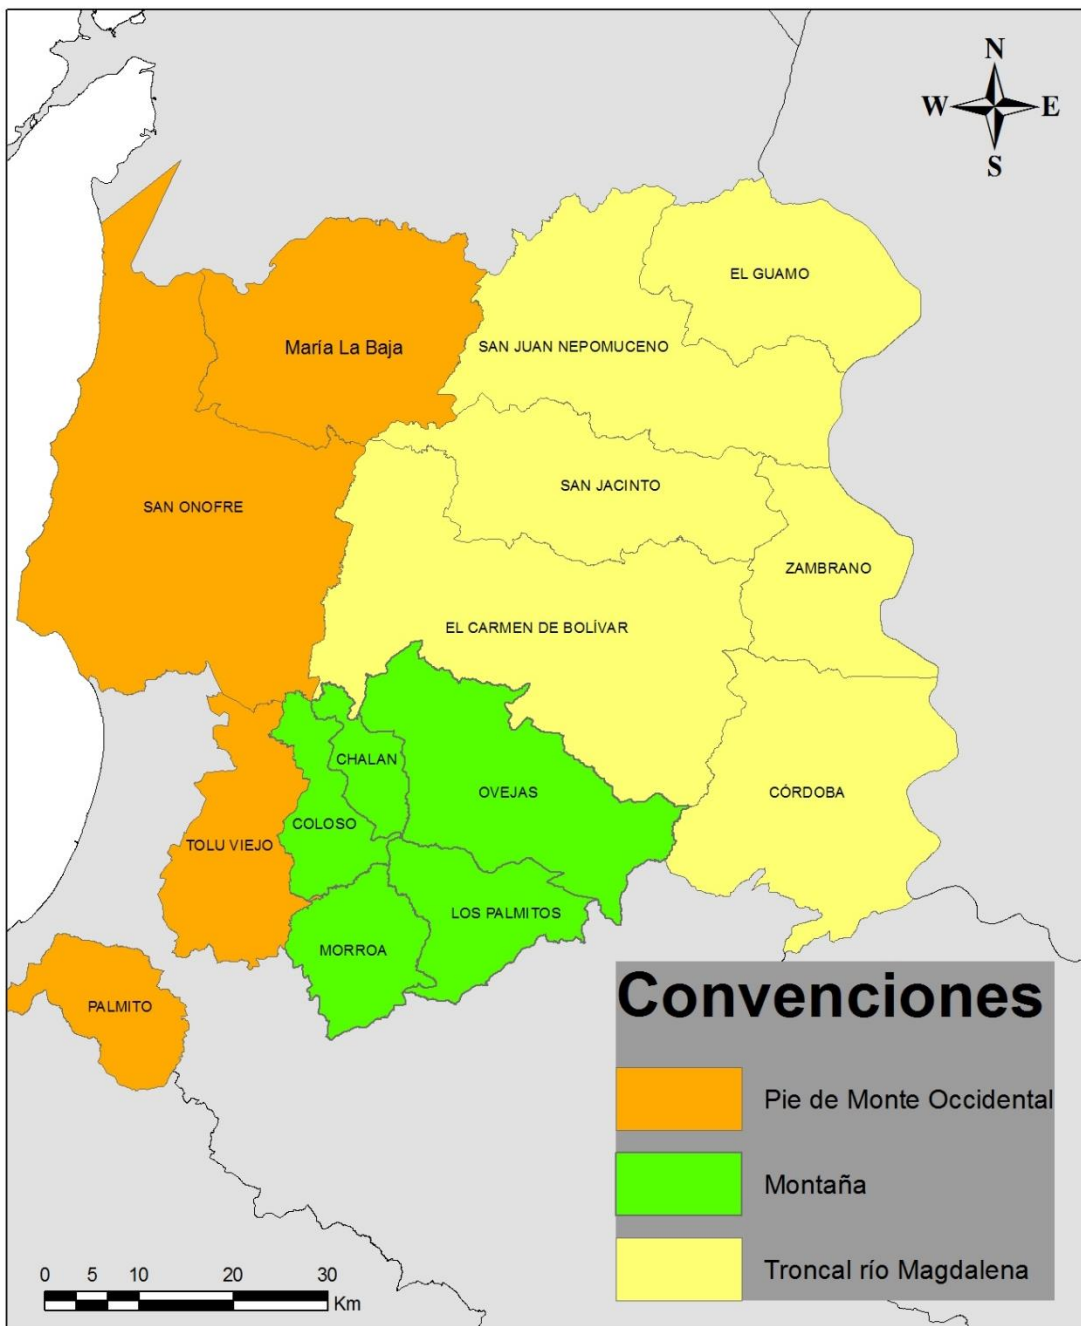 N
W E
S
EL GUAMO
SAN JUAN NEPOMUCENO
María La Baja
SAN JACINTO
SAN ONOFRE
ZAMBRANO
EL CARMEN DE BOLÍVAR
CHALAN
OVEJAS
CÓRDOBA
COLOSO
TOLU VIEJO
LOS PALMITOS
MORROA
PALMITO
Convenciones
Pie de Monte Occidental
Montaña
Troncal río Magdalena
0 5 10 20 30
Km